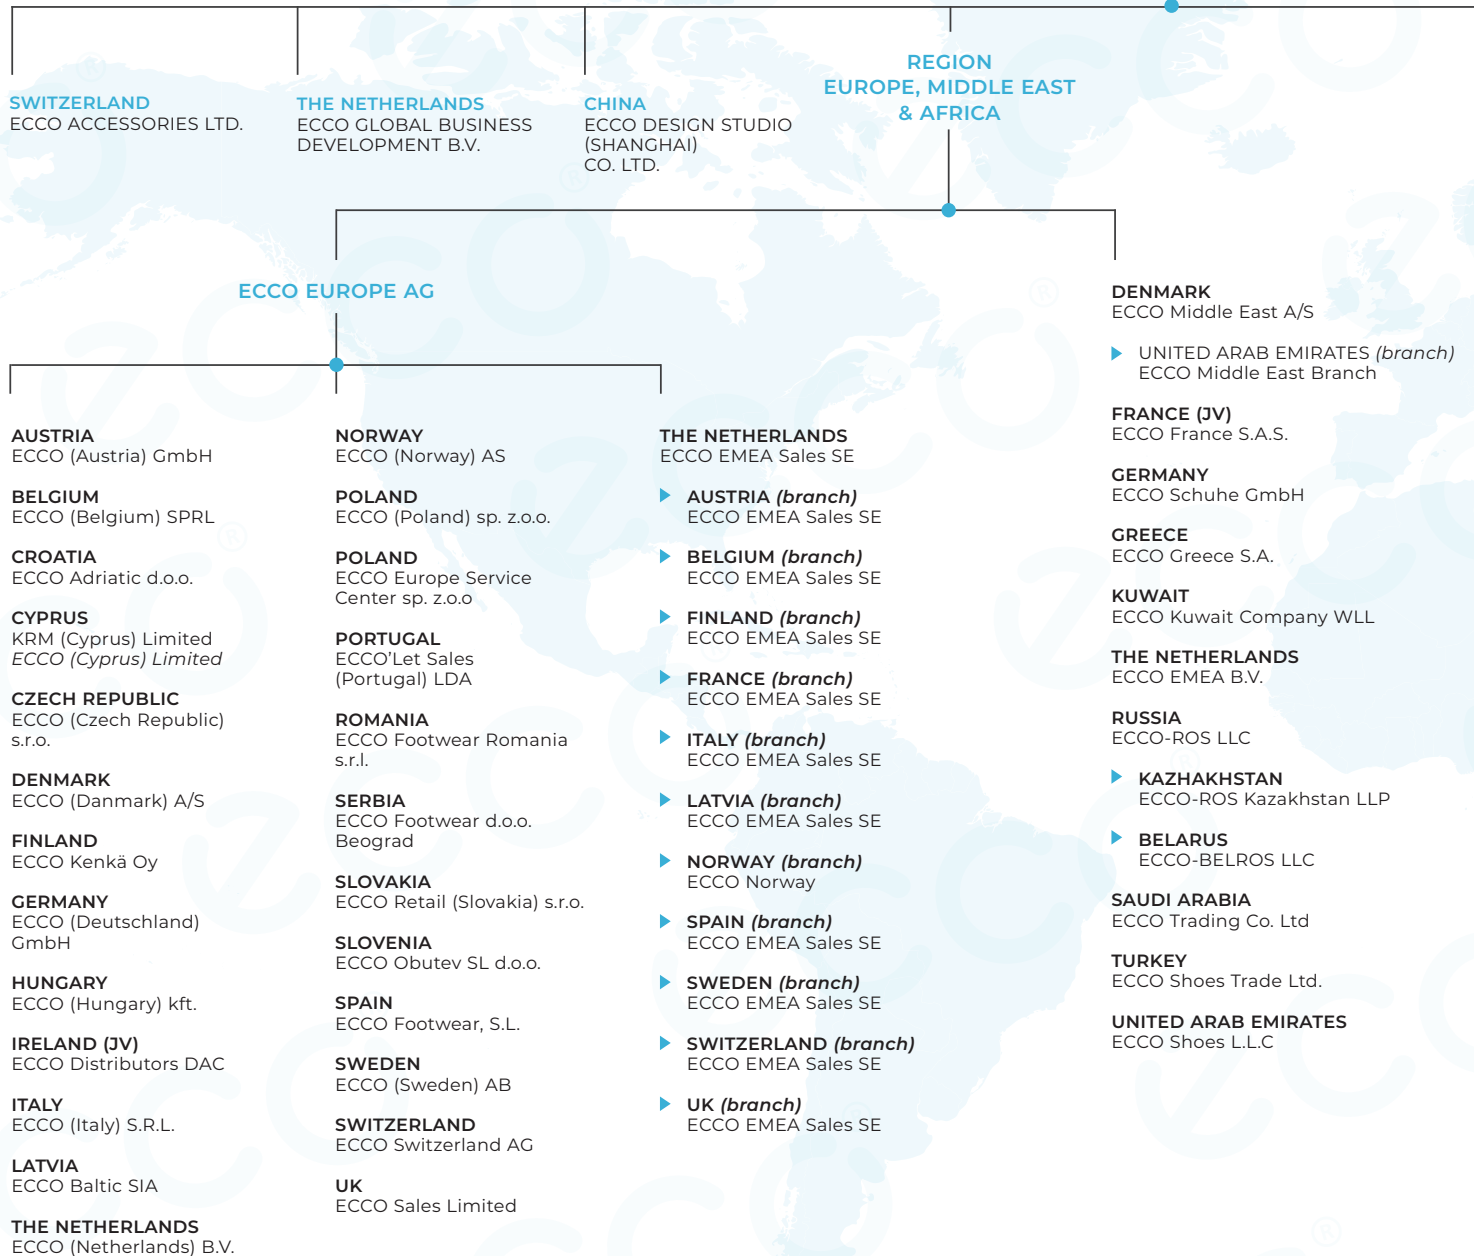 SWITZERLAND
ECCO ACCESSORIES LTD.
THE NETHERLANDS
ECCO GLOBAL BUSINESS
DEVELOPMENT B.V.
CHINA
ECCO DESIGN STUDIO
(SHANGHAI)
CO. LTD.
REGION
EUROPE, MIDDLE EAST
& AFRICA
ECCO EUROPE AG
AUSTRIA
ECCO (Austria) GmbH
BELGIUM
ECCO (Belgium) SPRL
CROATIA
ECCO Adriatic d.o.o.
CYPRUS
KRM (Cyprus) Limited
ECCO (Cyprus) Limited
CZECH REPUBLIC
ECCO (Czech Republic)
s.r.o.
DENMARK
ECCO (Danmark) A/S
FINLAND
ECCO Kenkä Oy
GERMANY
ECCO (Deutschland)
GmbH
HUNGARY
ECCO (Hungary) kft.
IRELAND (JV)
ECCO Distributors DAC
ITALY
ECCO (Italy) S.R.L.
LATVIA
ECCO Baltic SIA
THE NETHERLANDS
ECCO (Netherlands) B.V.
NORWAY
ECCO (Norway) AS
POLAND
ECCO (Poland) sp. z.o.o.
POLAND
ECCO Europe Service
Center sp. z.o.o
PORTUGAL
ECCO’Let Sales
(Portugal) LDA
ROMANIA
ECCO Footwear Romania
s.r.l.
SERBIA
ECCO Footwear d.o.o.
Beograd
SLOVAKIA
ECCO Retail (Slovakia) s.r.o.
SLOVENIA
ECCO Obutev SL d.o.o.
SPAIN
ECCO Footwear, S.L.
SWEDEN
ECCO (Sweden) AB
SWITZERLAND
ECCO Switzerland AG
UK
ECCO Sales Limited
THE NETHERLANDS
ECCO EMEA Sales SE
AUSTRIA (branch)
ECCO EMEA Sales SE
BELGIUM (branch)
ECCO EMEA Sales SE
FINLAND (branch)
ECCO EMEA Sales SE
FRANCE (branch)
ECCO EMEA Sales SE
ITALY (branch)
ECCO EMEA Sales SE
LATVIA (branch)
ECCO EMEA Sales SE
NORWAY (branch)
ECCO Norway
SPAIN (branch)
ECCO EMEA Sales SE
SWEDEN (branch)
ECCO EMEA Sales SE
SWITZERLAND (branch)
ECCO EMEA Sales SE
UK (branch)
ECCO EMEA Sales SE
DENMARK
ECCO Middle East A/S
UNITED ARAB EMIRATES (branch)
ECCO Middle East Branch
FRANCE (JV)
ECCO France S.A.S.
GERMANY
ECCO Schuhe GmbH
GREECE
ECCO Greece S.A.
KUWAIT
ECCO Kuwait Company WLL
THE NETHERLANDS
ECCO EMEA B.V.
RUSSIA
ECCO-ROS LLC
KAZHAKHSTAN
ECCO-ROS Kazakhstan LLP
BELARUS
ECCO-BELROS LLC
SAUDI ARABIA
ECCO Trading Co. Ltd
TURKEY
ECCO Shoes Trade Ltd.
UNITED ARAB EMIRATES
ECCO Shoes L.L.C